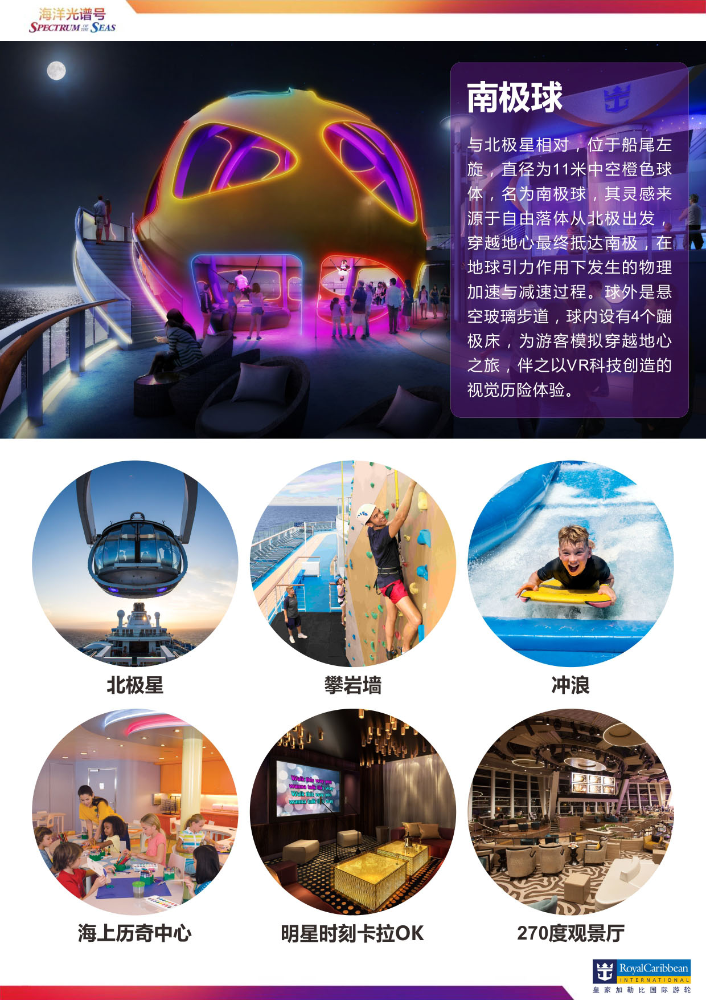 海洋光谱号
SPECTRUM OF THE SEAS
南极球
与北极星相对，位于船尾左
旋，直径为11米中空橙色球
体，名为南极球，其灵感来
源于自由落体从北极出发，
穿越地心最终抵达南极，在
地球引力作用下发生的物理
加速与减速过程。球外是悬
空玻璃步道，球内设有4个蹦
极床，为游客模拟穿越地心
之旅，伴之以VR科技创造的
视觉历险体验。
北极星
攀岩墙
冲浪
Walk this way you
wanna talk this way
Walk this way you
wanna talk this way
海上历奇中心
明星时刻卡拉OK
270度观景厅
RoyalCaribbean
INTERNATIONAL
皇家加勒比国际游轮